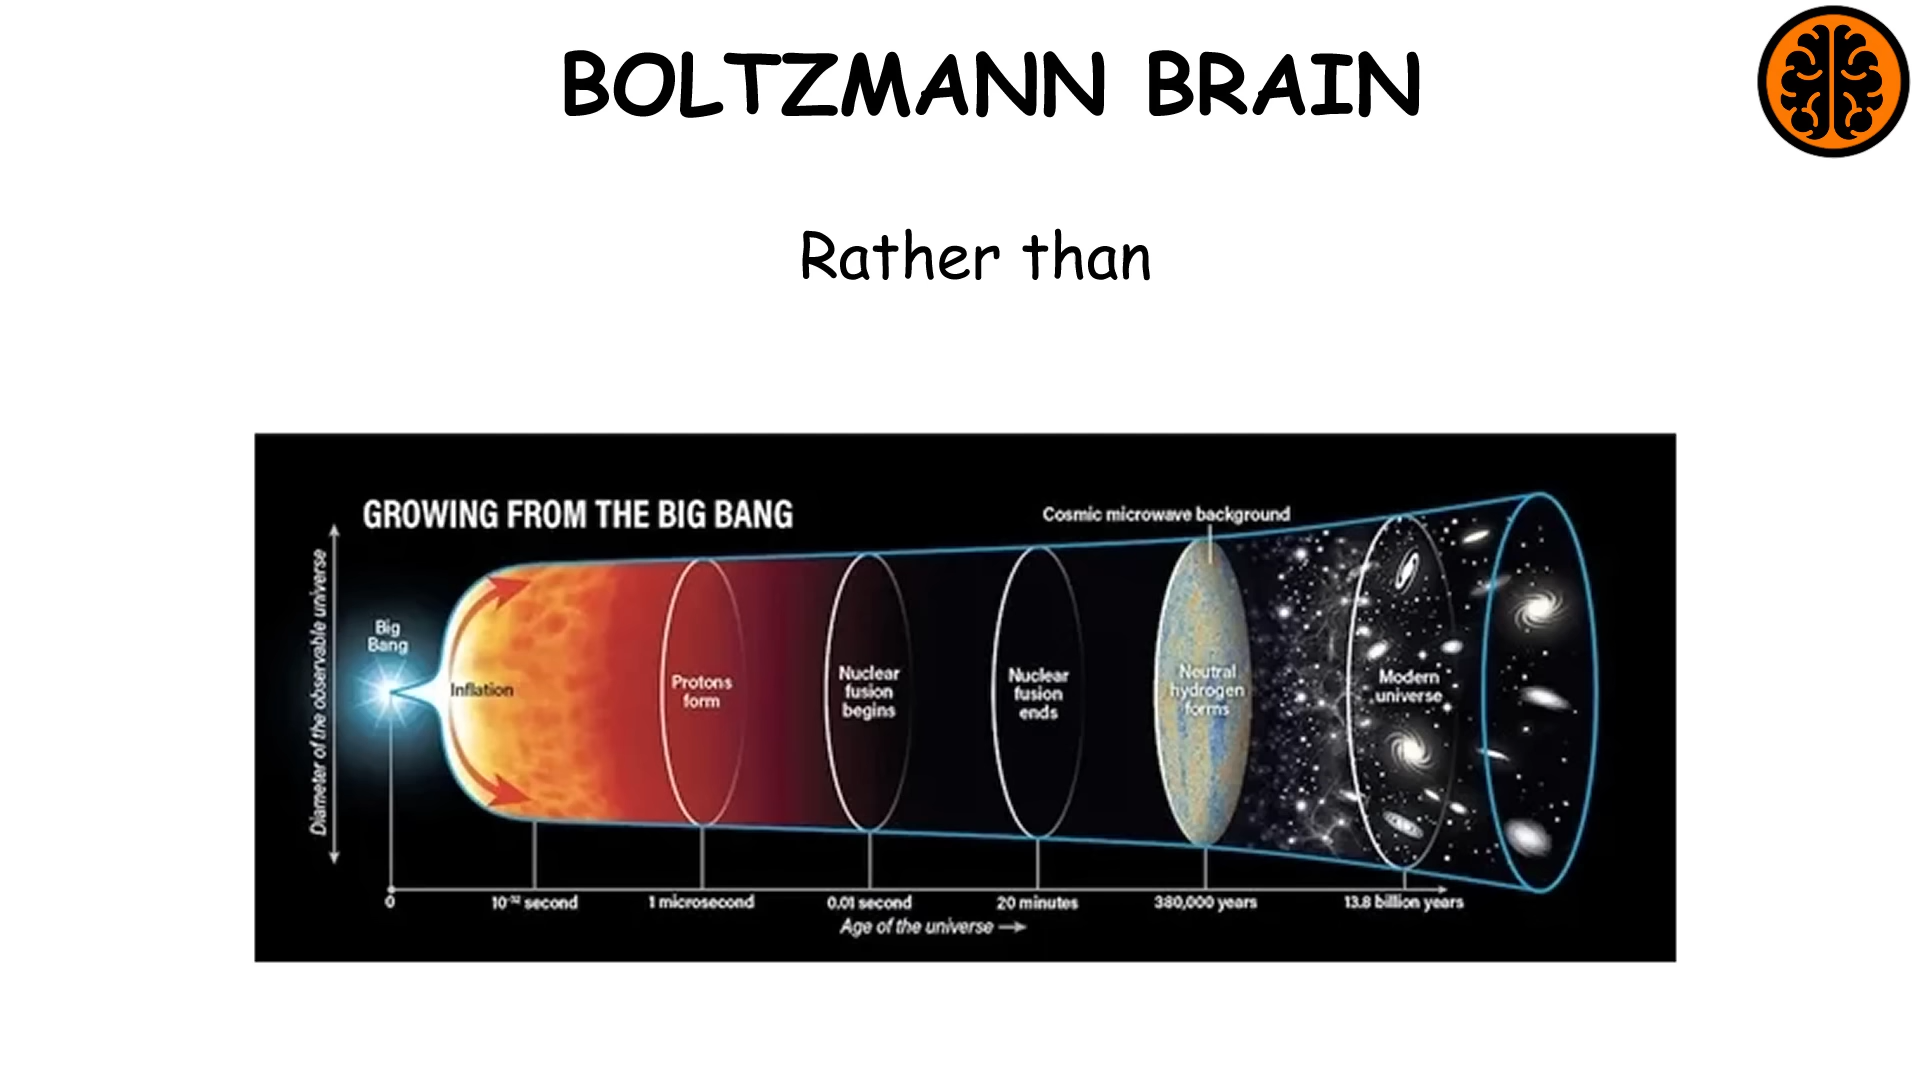 BOLTZMANN BRAIN
Rather than
GROWING FROM THE BIG BANG
Cosmic microwave background
Diameter of the observable universe
Big
Bang
Inflation
Protons
form
Nuclear
fusion
begins
Nuclear
fusion
ends
Neutral
hydrogen
forms
Modern
universe
0
10⁻³² second
1 microsecond
0.01 second
20 minutes
380,000 years
13.8 billion years
Age of the universe